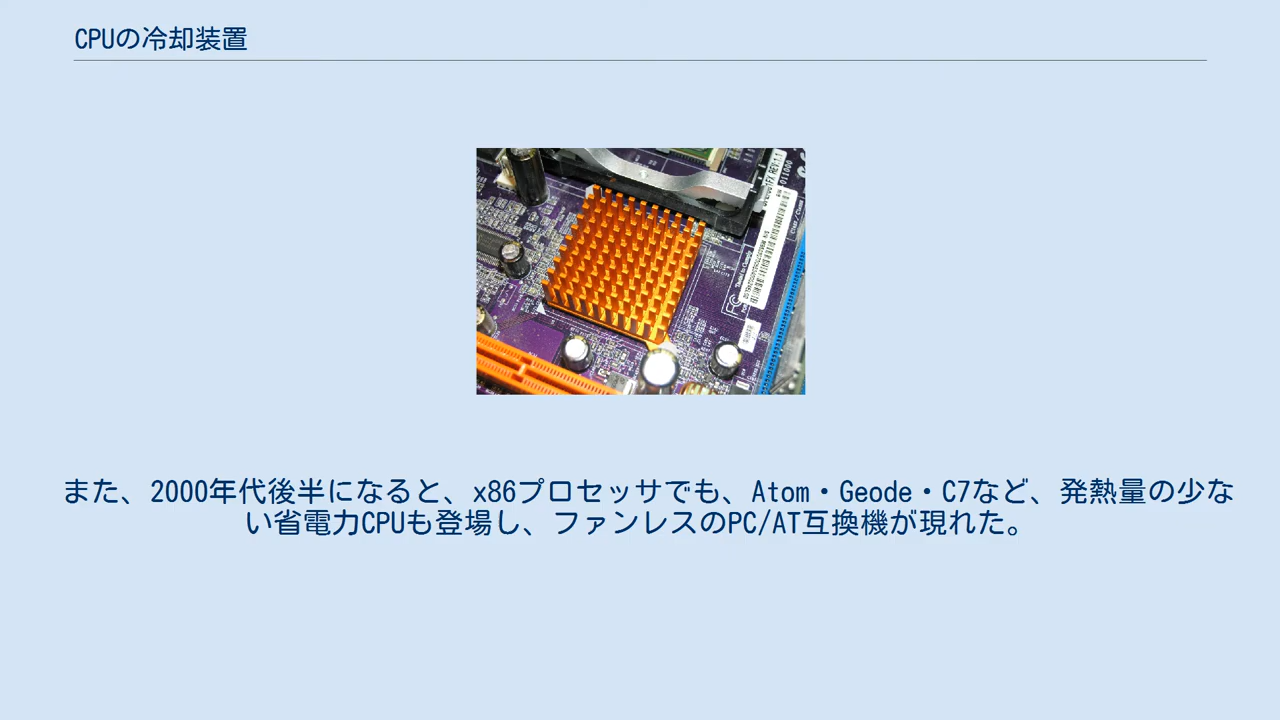 CPUの冷却装置
また、2000年代後半になると、x86プロセッサでも、Atom・Geode・C7など、発熱量の少な
い省電力CPUも登場し、ファンレスのPC/AT互換機が現れた。